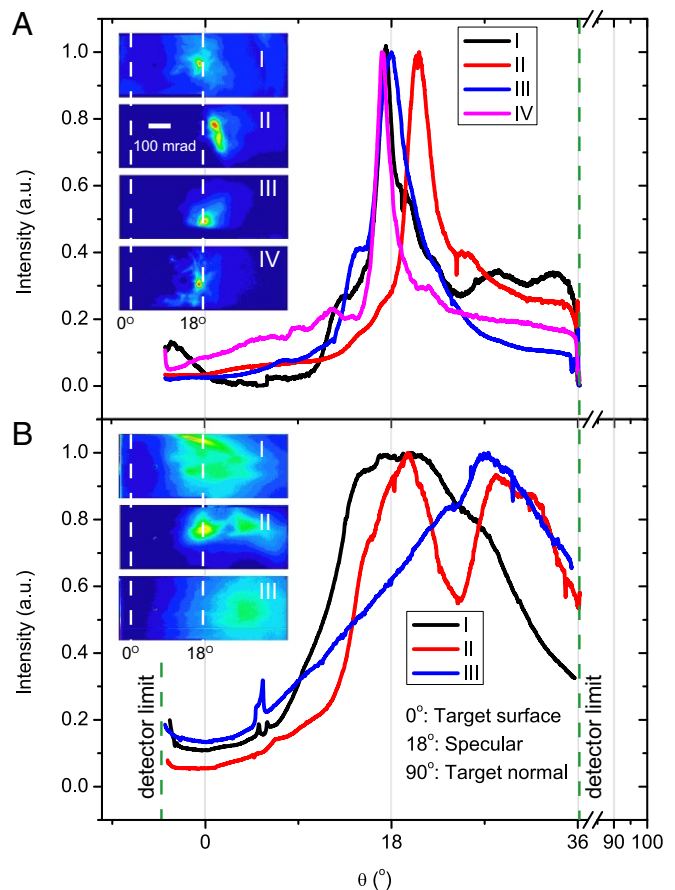 A
Intensity (a.u.)
1.0
0.8
0.6
0.4
0.2
0.0
I
II
100 mrad
III
IV
0° 18°
I
II
III
IV
B
Intensity (a.u.)
1.0
0.8
0.6
0.4
0.2
0.0
I
II
III
0° 18°
I
II
III
0°: Target surface
18°: Specular
90°: Target normal
detector limit
detector limit
0 18 36 90 100
θ (°)